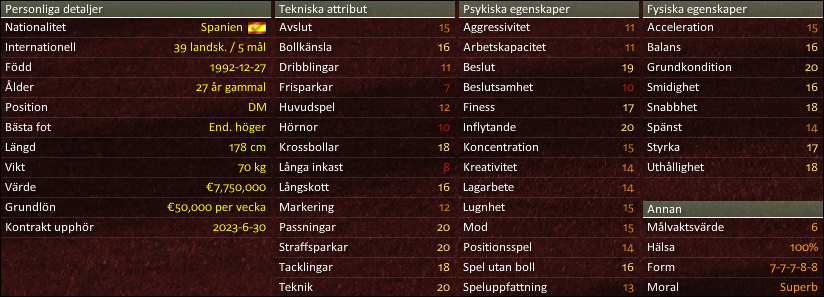 Personliga detaljer
Nationalitet Spanien
Internationell 39 landsk. / 5 mål
Född 1992-12-27
Ålder 27 år gammal
Position DM
Bästa fot End. höger
Längd 178 cm
Vikt 70 kg
Värde €7,750,000
Grundlön €50,000 per vecka
Kontrakt upphör 2023-6-30
Tekniska attribut
Avslut 15
Bollkänsla 16
Dribblingar 11
Frisparkar 7
Huvudspel 12
Hörnor 10
Krossbollar 18
Långa inkast 8
Långskott 16
Markering 12
Passningar 20
Straffsparkar 20
Tacklingar 18
Teknik 20
Psykiska egenskaper
Aggressivitet 11
Arbetskapacitet 11
Beslut 19
Beslutsamhet 10
Finess 17
Inflytande 20
Koncentration 15
Kreativitet 14
Lagarbete 14
Lugnhet 15
Mod 15
Positionsspel 14
Spel utan boll 16
Speluppfattning 13
Fysiska egenskaper
Acceleration 15
Balans 16
Grundkondition 20
Smidighet 16
Snabbhet 18
Spänst 14
Styrka 17
Uthållighet 18
Annan
Målvaktsvärde 6
Hälsa 100%
Form 7-7-7-8-8
Moral Superb